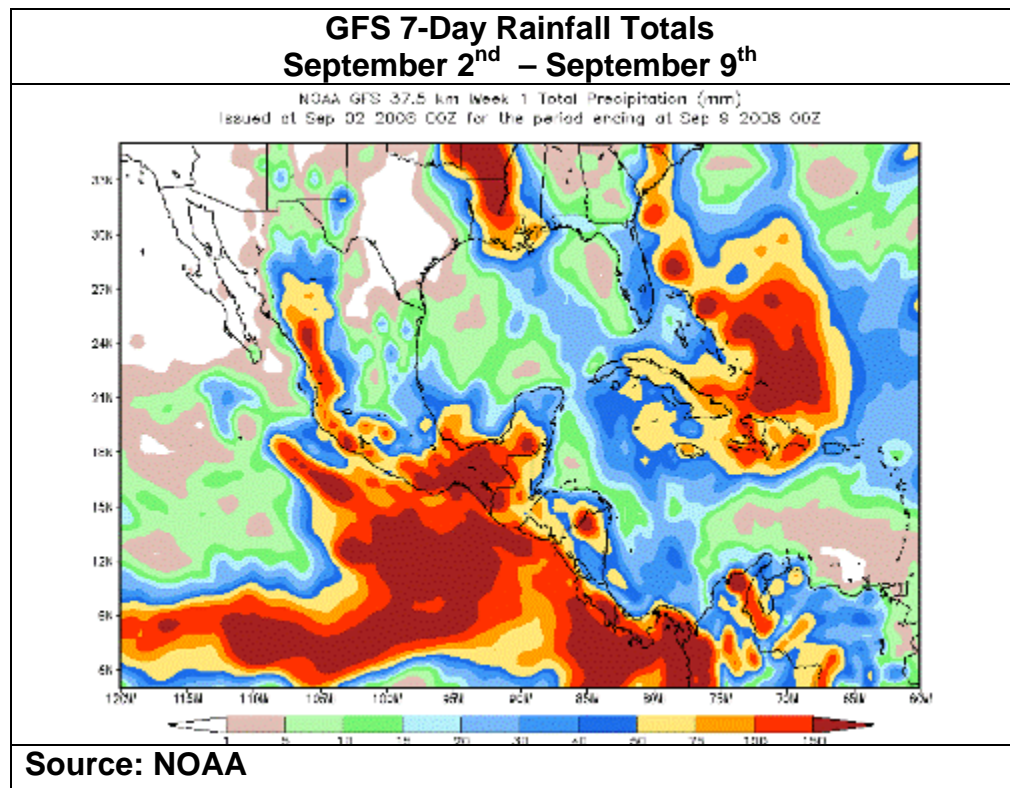 GFS 7-Day Rainfall Totals
September 2nd – September 9th
NOAA GFS 37.5 km Week 1 Total Precipitation (mm)
Issued at Sep 02 2008 00Z for the period ending at Sep 9 2008 00Z
33N
30N
27N
24N
21N
18N
15N
12N
9N
6N
120W 115W 110W 105W 100W 95W 90W 85W 80W 75W 70W 65W 60W
1 5 10 15 20 30 40 50 75 100 150
Source: NOAA